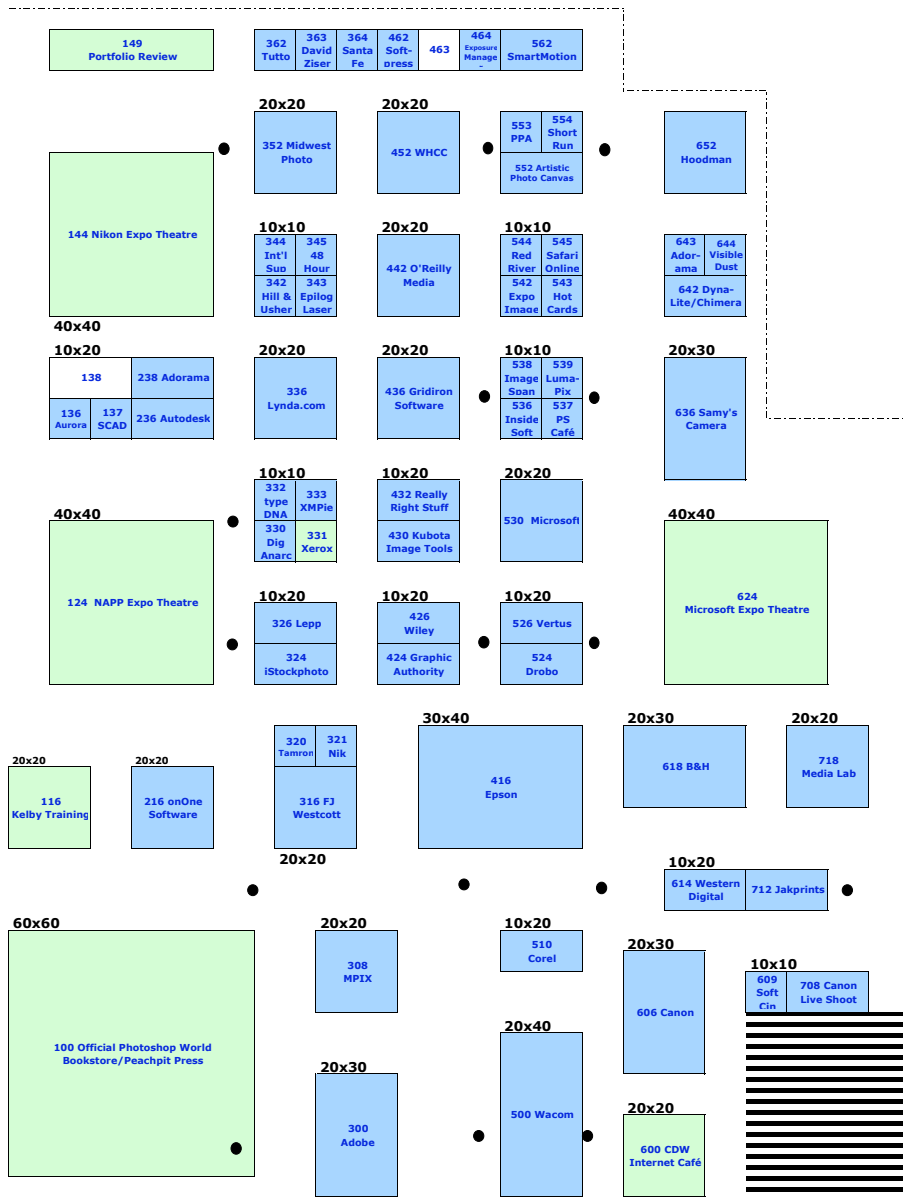 149
Portfolio Review
362
Tutto
363
David
Ziser
364
Santa
Fe
462
Soft-
press
463
464
Exposure
Manage
562
SmartMotion
20x20
352 Midwest
Photo
20x20
452 WHCC
553
PPA
554
Short
Run
552 Artistic
Photo Canvas
652
Hoodman
144 Nikon Expo Theatre
40x40
10x10
344
Int'l
Sup
345
48
Hour
342
Hill &
Usher
343
Epilog
Laser
20x20
442 O'Reilly
Media
10x10
544
Red
River
545
Safari
Online
542
Expo
Image
543
Hot
Cards
643
Ador-
ama
644
Visible
Dust
642 Dyna-
Lite/Chimera
10x20
138
238 Adorama
136
Aurora
137
SCAD
236 Autodesk
20x20
336
Lynda.com
20x20
436 Gridiron
Software
10x10
538
Image
Span
539
Luma-
Pix
536
Inside
Soft
537
PS
Café
20x30
636 Samy's
Camera
40x40
124 NAPP Expo Theatre
10x10
332
type
DNA
333
XMPie
330
Dig
Anarc
331
Xerox
10x20
432 Really
Right Stuff
430 Kubota
Image Tools
20x20
530 Microsoft
40x40
624
Microsoft Expo Theatre
10x20
326 Lepp
324
iStockphoto
10x20
426
Wiley
424 Graphic
Authority
10x20
526 Vertus
524
Drobo
20x20
116
Kelby Training
20x20
216 onOne
Software
320
Tamron
321
Nik
316 FJ
Westcott
20x20
30x40
416
Epson
20x30
618 B&H
20x20
718
Media Lab
10x20
614 Western
Digital
712 Jakprints
60x60
100 Official Photoshop World
Bookstore/Peachpit Press
20x20
308
MPIX
10x20
510
Corel
20x30
606 Canon
10x10
609
Soft
Cin
708 Canon
Live Shoot
20x30
300
Adobe
20x40
500 Wacom
20x20
600 CDW
Internet Café